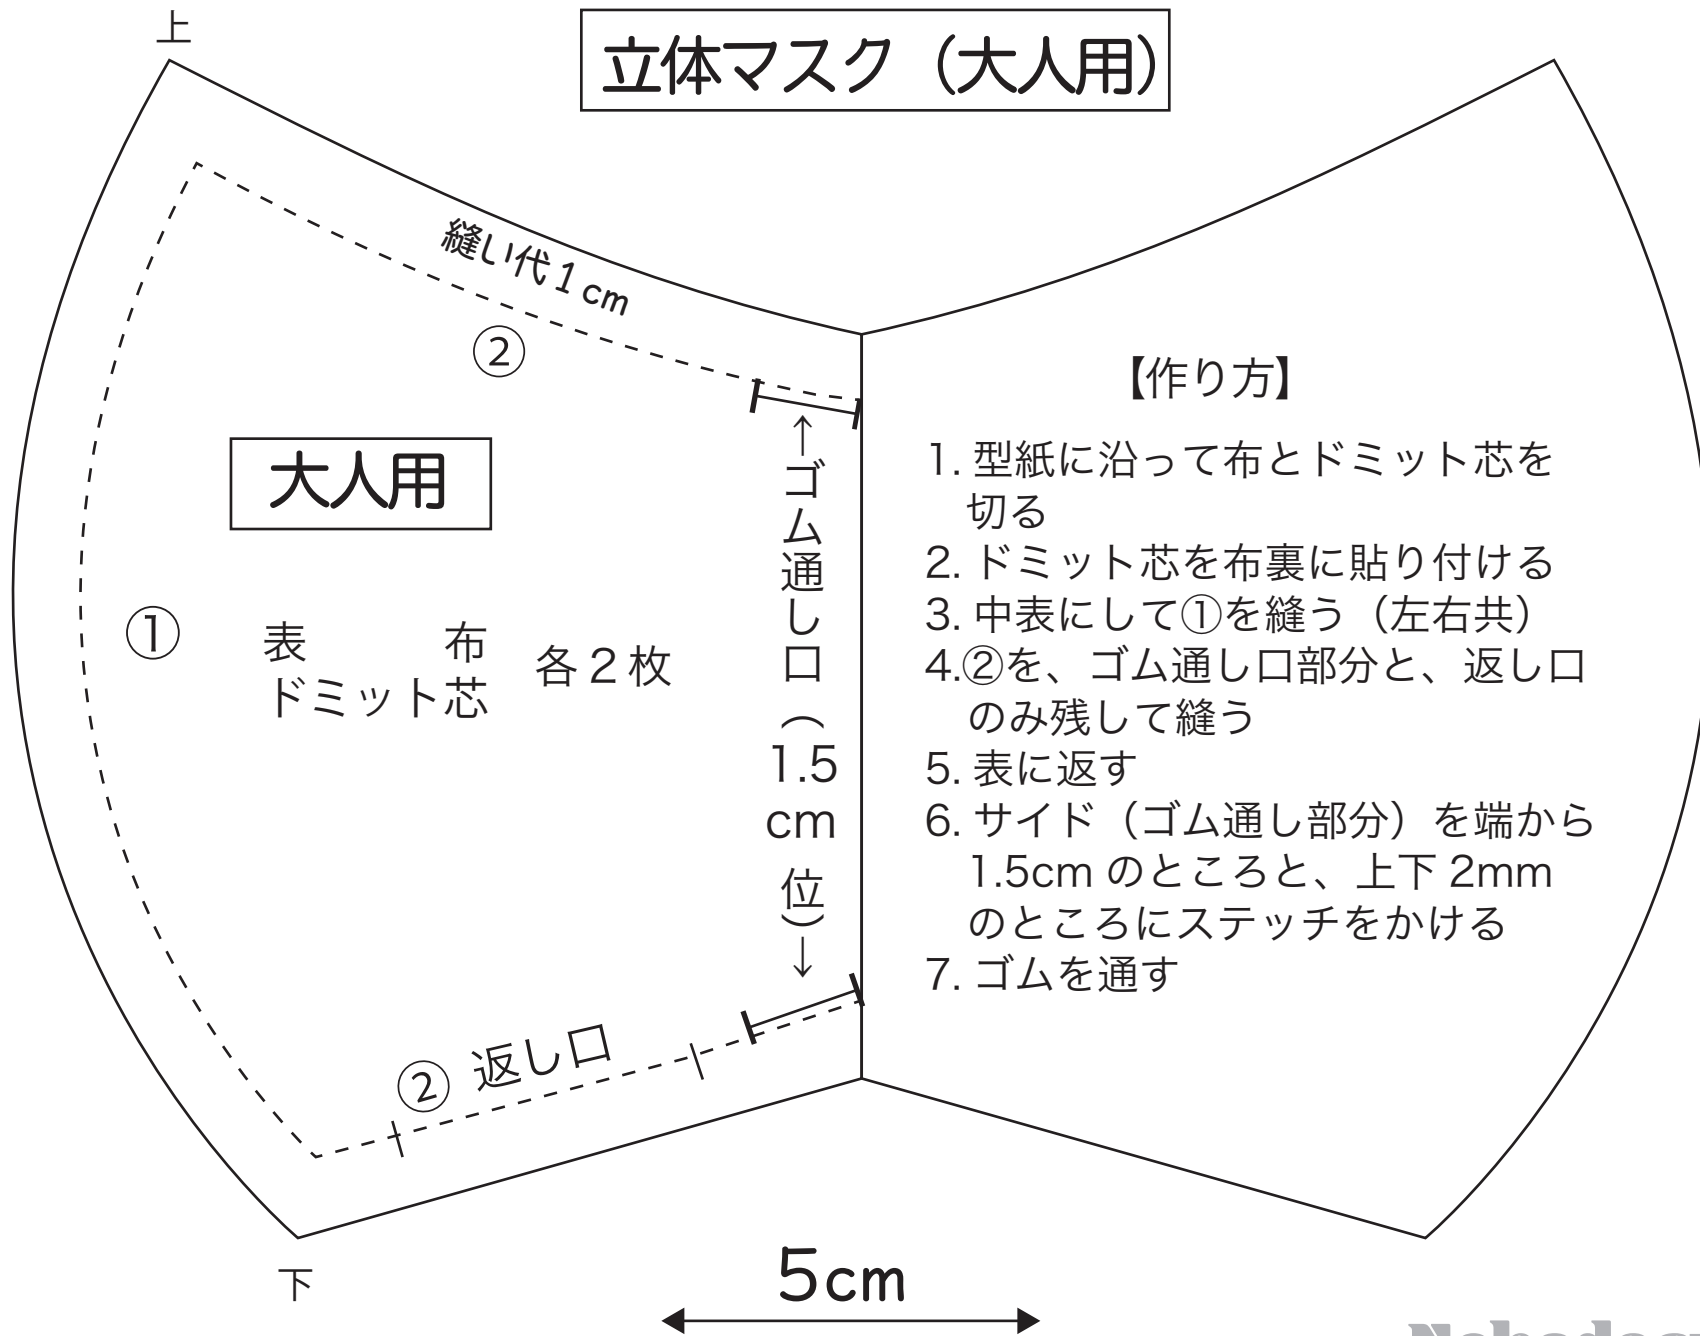 上
立体マスク（大人用）
縫い代１cm
②
大人用
①
表　布
ドミット芯
各２枚
ゴム通し口（1.5cm位）
② 返し口
下
【作り方】
1. 型紙に沿って布とドミット芯を
切る
2. ドミット芯を布裏に貼り付ける
3. 中表にして①を縫う（左右共）
4.②を、ゴム通し口部分と、返し口
のみ残して縫う
5. 表に返す
6. サイド（ゴム通し部分）を端から
1.5cm のところと、上下 2mm
のところにステッチをかける
7. ゴムを通す
5cm